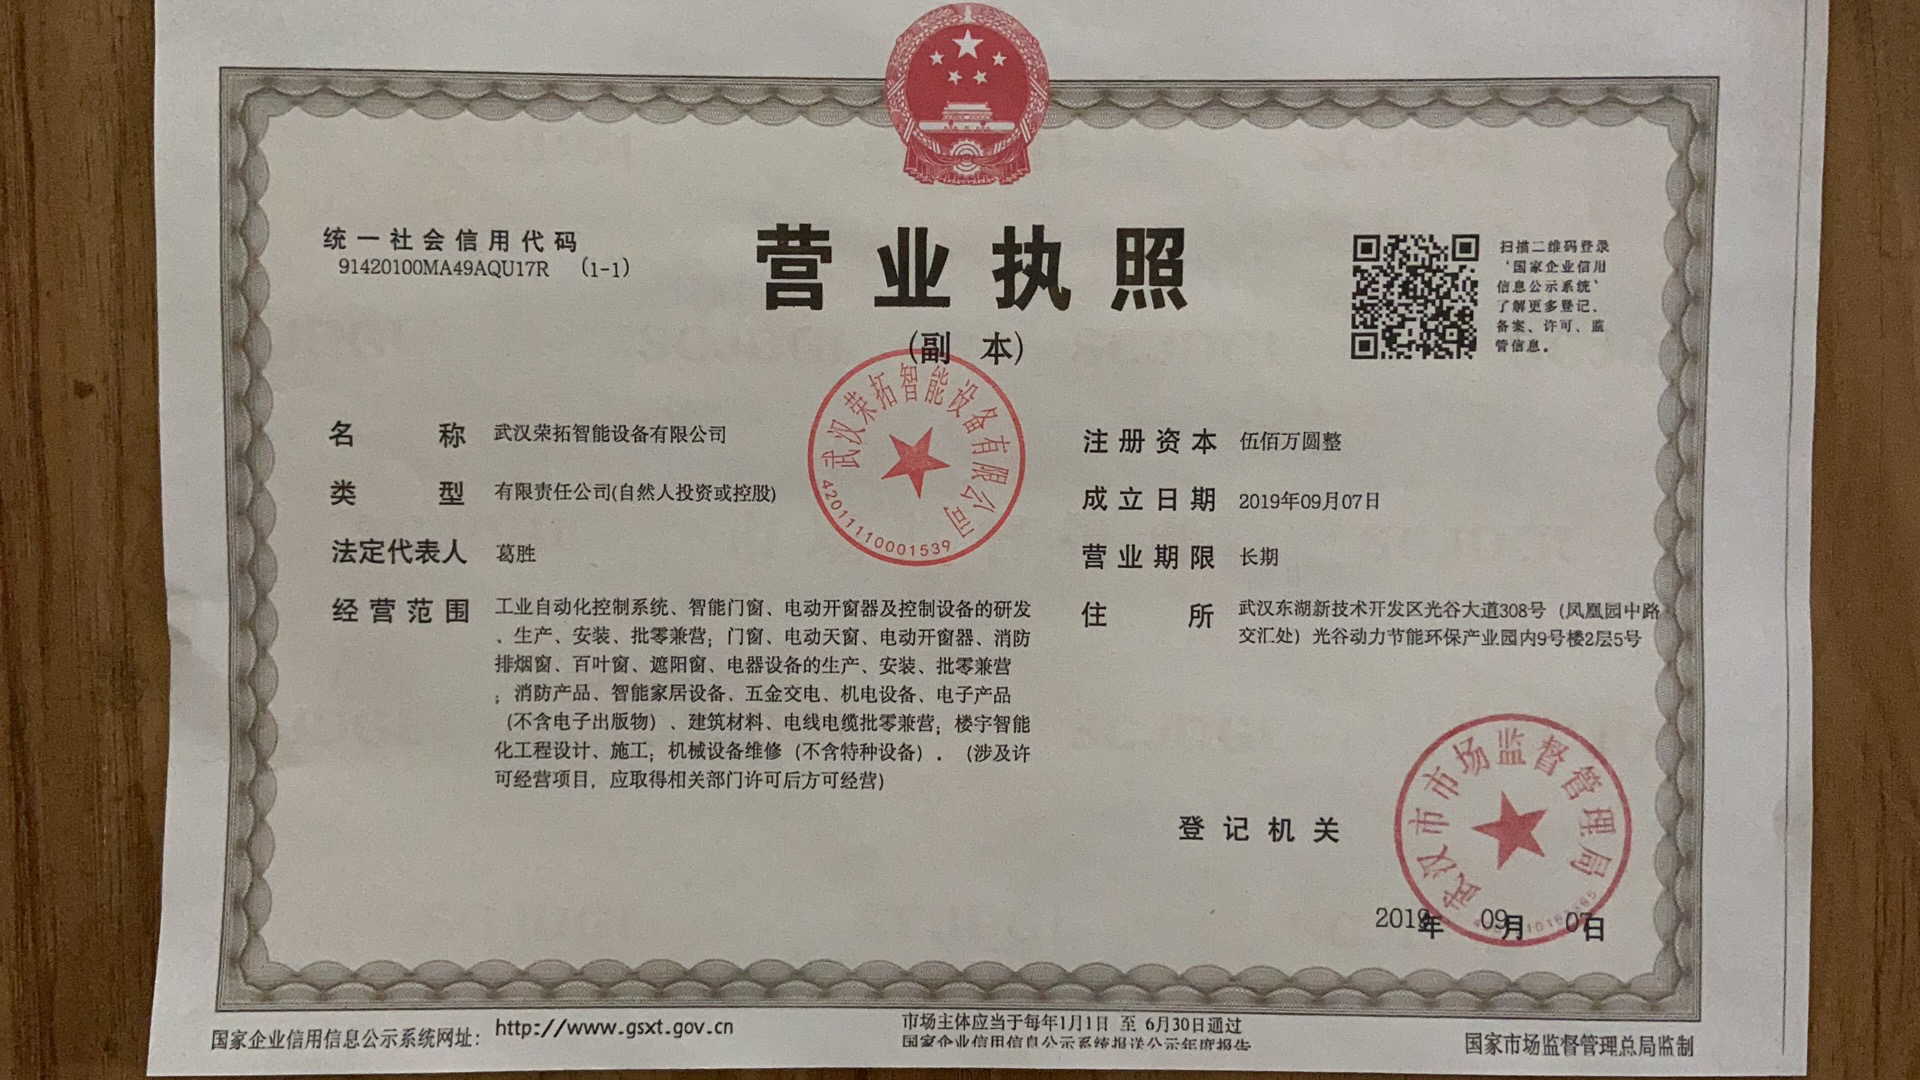 统一社会信用代码
91420100MA49AQU17R （1-1）
营业执照
（副 本）
扫描二维码登录
‘国家企业信用
信息公示系统’
了解更多登记、
备案、许可、监
管信息。
名 称 武汉荣拓智能设备有限公司
类 型 有限责任公司(自然人投资或控股)
法定代表人 葛胜
经营范围 工业自动化控制系统、智能门窗、电动开窗器及控制设备的研发
、生产、安装、批零兼营；门窗、电动天窗、电动开窗器、消防
排烟窗、百叶窗、遮阳窗、电器设备的生产、安装、批零兼营
；消防产品、智能家居设备、五金交电、机电设备、电子产品
（不含电子出版物）、建筑材料、电线电缆批零兼营；楼宇智能
化工程设计、施工；机械设备维修（不含特种设备）．（涉及许
可经营项目，应取得相关部门许可后方可经营）
武汉荣拓智能设备有限公司
42011110001539
注册资本 伍佰万圆整
成立日期 2019年09月07日
营业期限 长期
住 所 武汉东湖新技术开发区光谷大道308号（凤凰园中路
交汇处）光谷动力节能环保产业园内9号楼2层5号
登记机关
武汉市市场监督管理局
2019年 09月 07日
国家企业信用信息公示系统网址：http://www.gsxt.gov.cn
市场主体应当于每年1月1日 至 6月30日通过
国家企业信用信息公示系统报送公示年度报告
国家市场监督管理总局监制